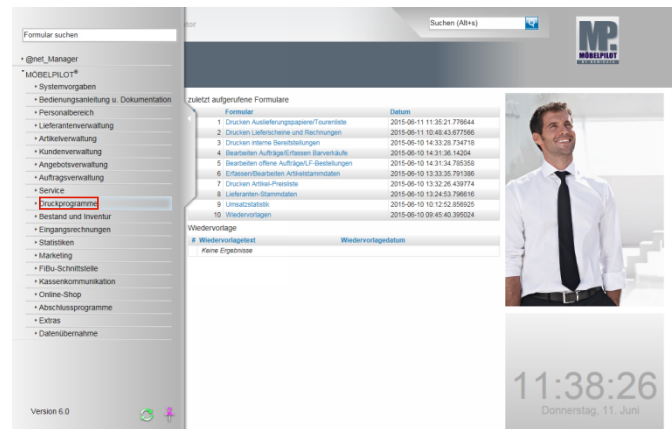 Formular suchen
Suchen (Alt+s)
MP.
MÖBELPILOT
@net_Manager
MÖBELPILOT®
Systemvorgaben
Bedienungsanleitung u. Dokumentation
Personalbereich
Lieferantenverwaltung
Artikelverwaltung
Kundenverwaltung
Angebotsverwaltung
Auftragsverwaltung
Service
Druckprogramme
Bestand und Inventur
Eingangsrechnungen
Statistiken
Marketing
FiBu-Schnittstelle
Kassenkommunikation
Online-Shop
Abschlussprogramme
Extras
Datenübernahme
Version 6.0
zuletzt aufgerufene Formulare
Formular Datum
1 Drucken Auslieferungspapiere/Tourenliste 2015-06-11 11:35:21.776644
2 Drucken Lieferscheine und Rechnungen 2015-06-11 10:48:43.677566
3 Drucken interne Bereitstellungen 2015-06-10 14:33:28.734718
4 Bearbeiten Aufträge/Erfassen Barverkäufe 2015-06-10 14:31:36.14204
5 Bearbeiten offene Aufträge/LF-Bestellungen 2015-06-10 14:31:34.785358
6 Erfassen/Bearbeiten Artikelstammdaten 2015-06-10 13:33:35.791386
7 Drucken Artikel-Preisliste 2015-06-10 13:32:26.439774
8 Lieferanten-Stammdaten 2015-06-10 13:24:53.796616
9 Umsatzstatistik 2015-06-10 10:12:52.856925
10 Wiedervorlagen 2015-06-10 09:45:40.395024
Wiedervorlage
# Wiedervorlagetext Wiedervorlagedatum
Keine Ergebnisse
11:38:26
Donnerstag, 11. Juni